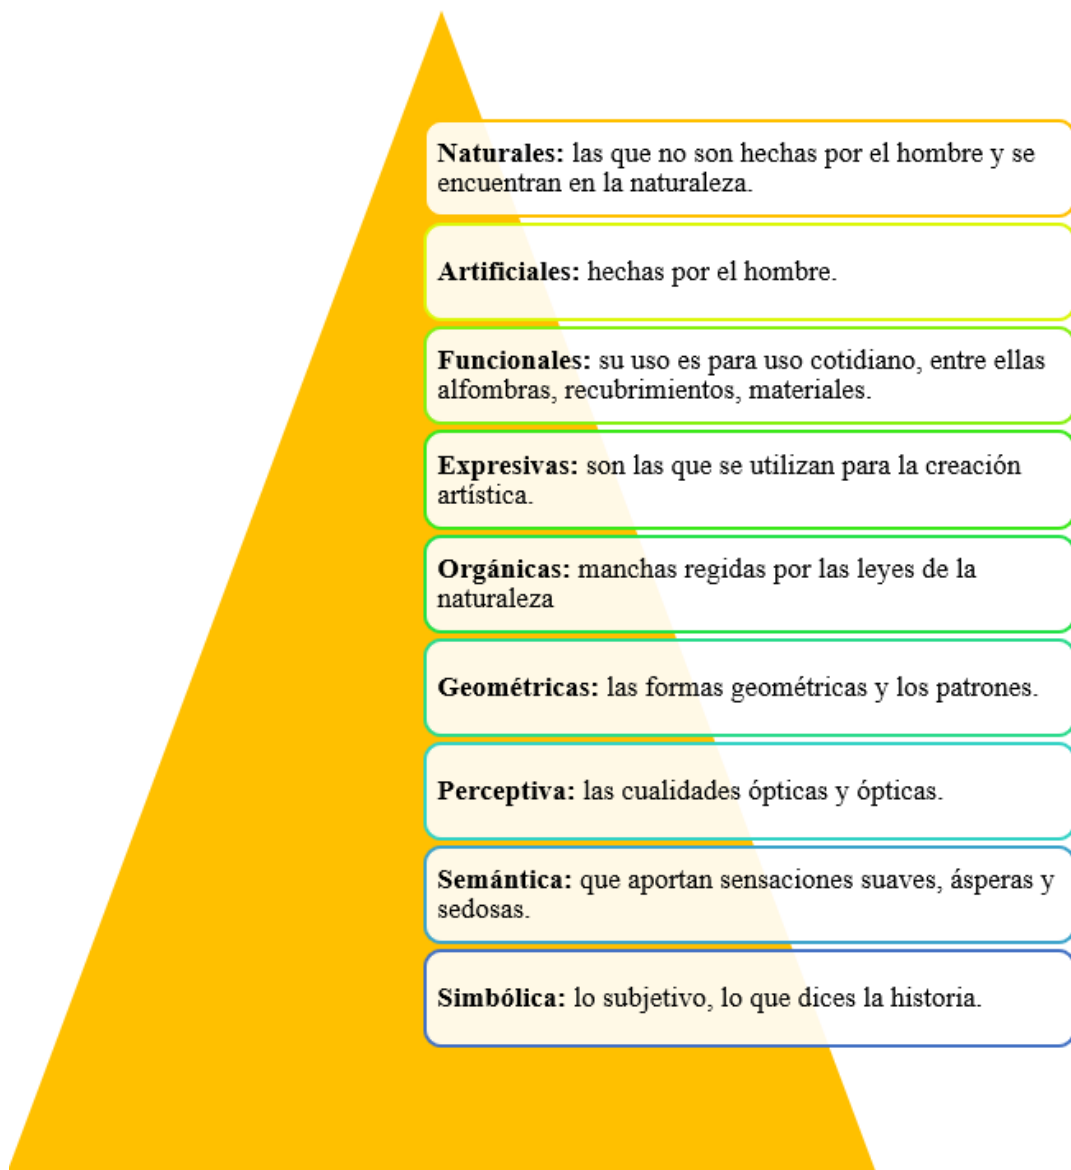 Naturales: las que no son hechas por el hombre y se
encuentran en la naturaleza.
Artificiales: hechas por el hombre.
Funcionales: su uso es para uso cotidiano, entre ellas
alfombras, recubrimientos, materiales.
Expresivas: son las que se utilizan para la creación
artística.
Orgánicas: manchas regidas por las leyes de la
naturaleza
Geométricas: las formas geométricas y los patrones.
Perceptiva: las cualidades ópticas y ópticas.
Semántica: que aportan sensaciones suaves, ásperas y
sedosas.
Simbólica: lo subjetivo, lo que dices la historia.